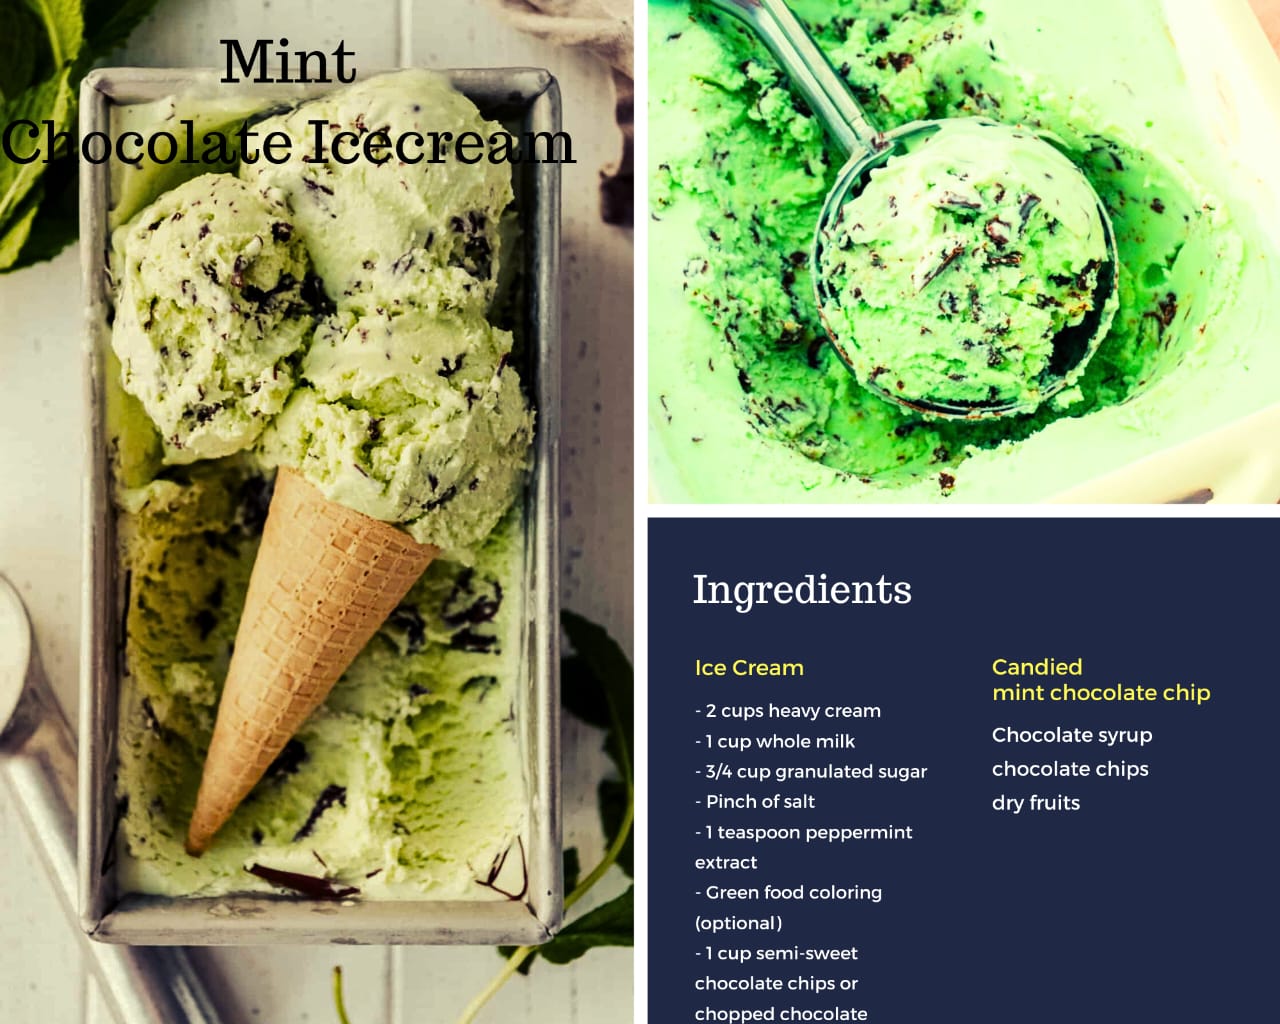 Mint
Chocolate Icecream
Ingredients
Ice Cream
- 2 cups heavy cream
- 1 cup whole milk
- 3/4 cup granulated sugar
- Pinch of salt
- 1 teaspoon peppermint
extract
- Green food coloring
(optional)
- 1 cup semi-sweet
chocolate chips or
chopped chocolate
Candied
mint chocolate chip
Chocolate syrup
chocolate chips
dry fruits